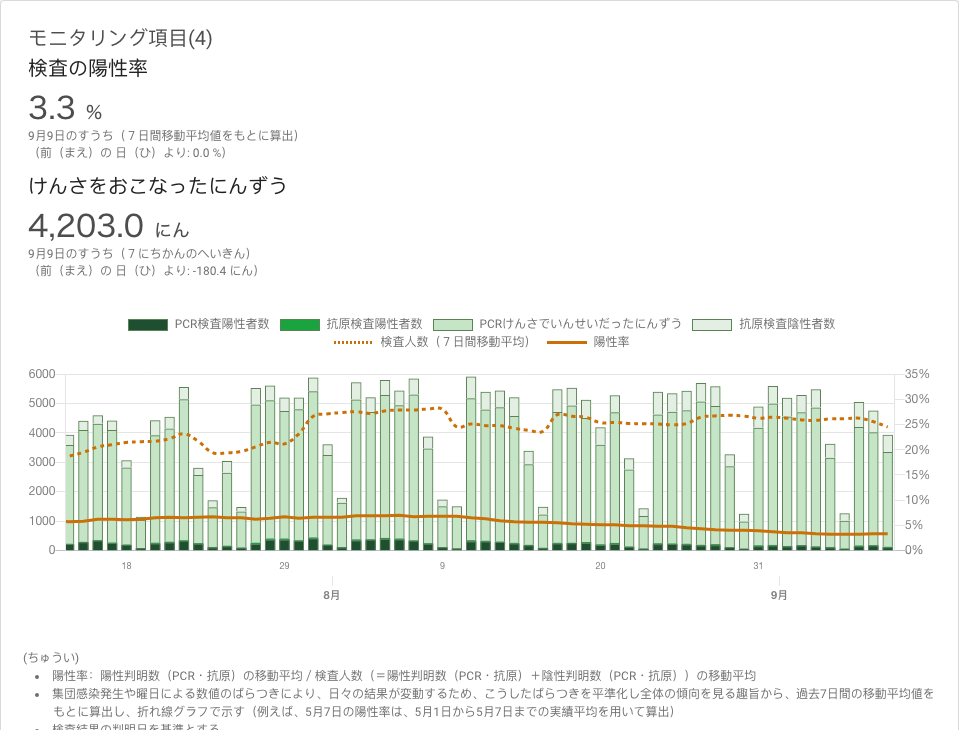 モニタリング項目(4)
検査の陽性率
3.3 %
9月9日のすうち（７日間移動平均値をもとに算出）
（前（まえ）の 日（ひ）より: 0.0 %）
けんさをおこなったにんずう
4,203.0 にん
9月9日のすうち（７にちかんのへいきん）
（前（まえ）の 日（ひ）より: -180.4 にん）
PCR検査陽性者数 抗原検査陽性者数 PCRけんさでいんせいだったにんずう 抗原検査陰性者数
検査人数（７日間移動平均） 陽性率
6000 35%
5000 30%
4000 25%
3000 20%
2000 15%
1000 10%
0 5%
0%
18 29 9 20 31
8月 9月
(ちゅうい)
• 陽性率：陽性判明数（PCR・抗原）の移動平均 / 検査人数（＝陽性判明数（PCR・抗原）＋陰性判明数（PCR・抗原））の移動平均
• 集団感染発生や曜日による数値のばらつきにより、日々の結果が変動するため、こうしたばらつきを平準化し全体の傾向を見る趣旨から、過去7日間の移動平均値を
もとに算出し、折れ線グラフで示す（例えば、5月7日の陽性率は、5月1日から5月7日までの実績平均を用いて算出）
• 検査結果の判明日を基準とする